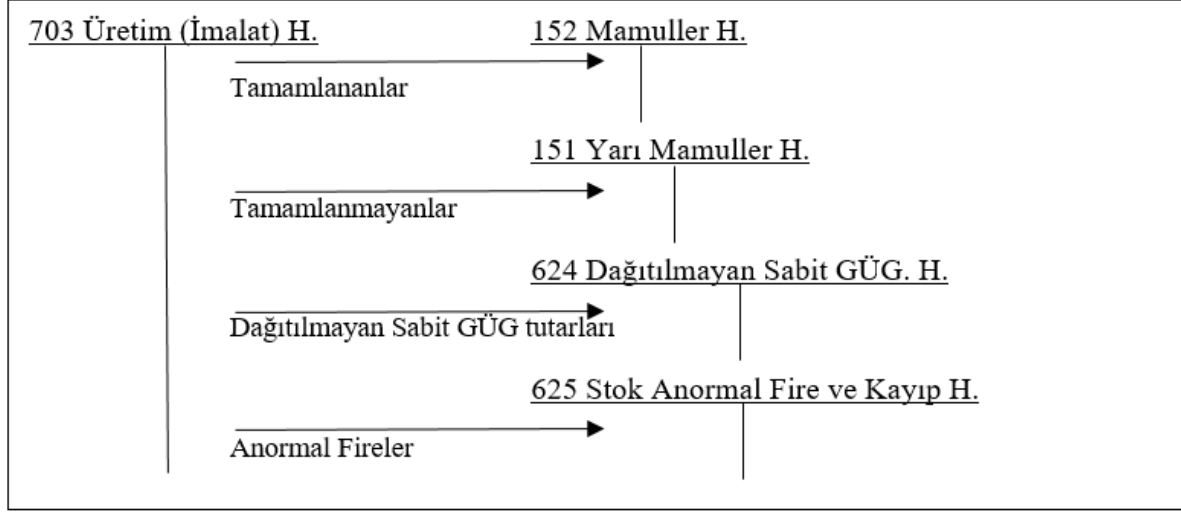 703 Üretim (İmalat) H.
152 Mamuller H.
Tamamlananlar
151 Yarı Mamuller H.
Tamamlanmayanlar
624 Dağıtılmayan Sabit GÜG. H.
Dağıtılmayan Sabit GÜG tutarları
625 Stok Anormal Fire ve Kayıp H.
Anormal Fireler